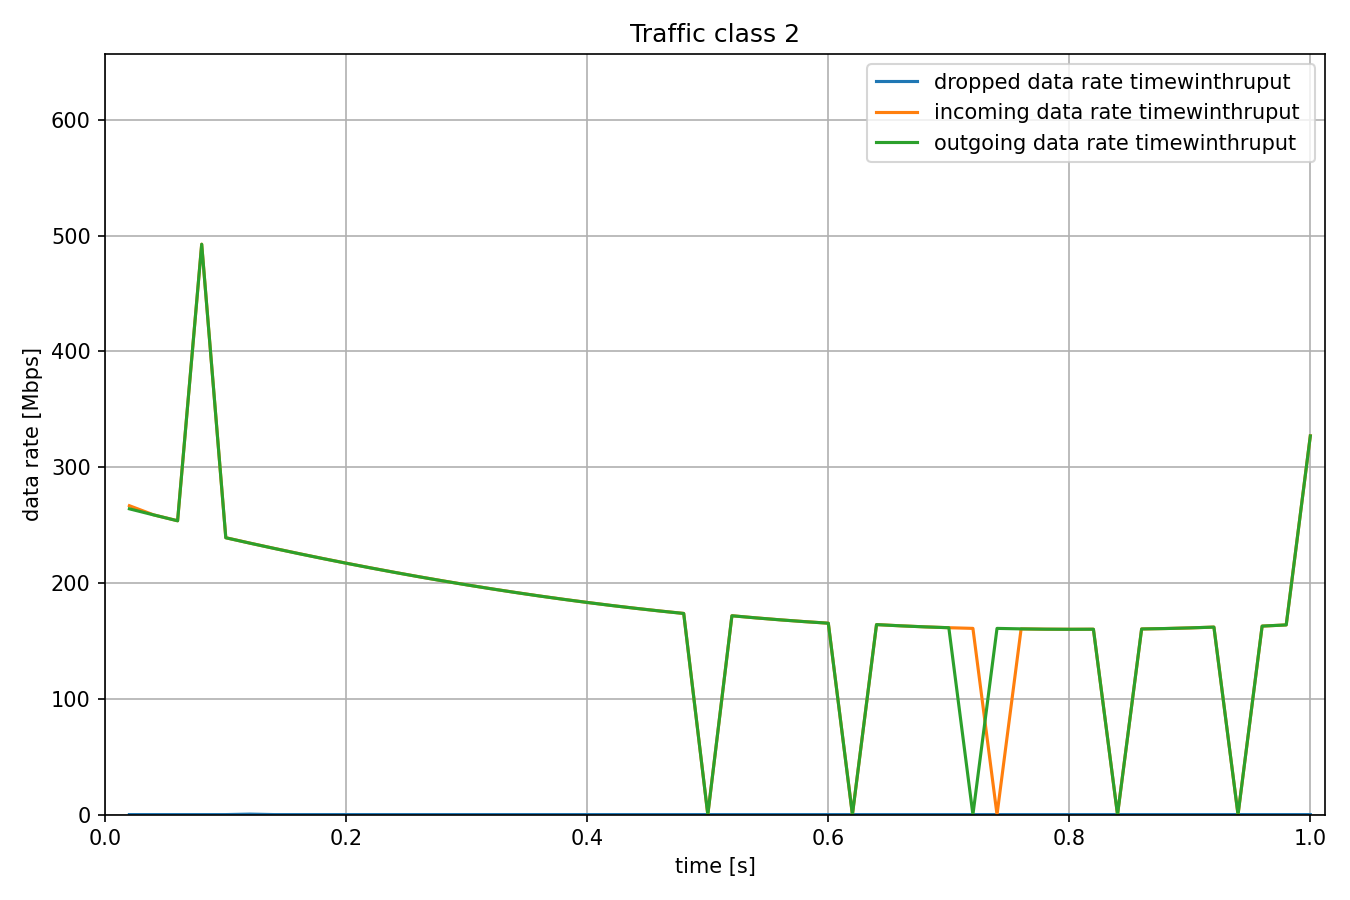 Traffic class 2
dropped data rate timewinthruput
incoming data rate timewinthruput
outgoing data rate timewinthruput
data rate [Mbps]
600
500
400
300
200
100
0
0.0 0.2 0.4 0.6 0.8 1.0
time [s]